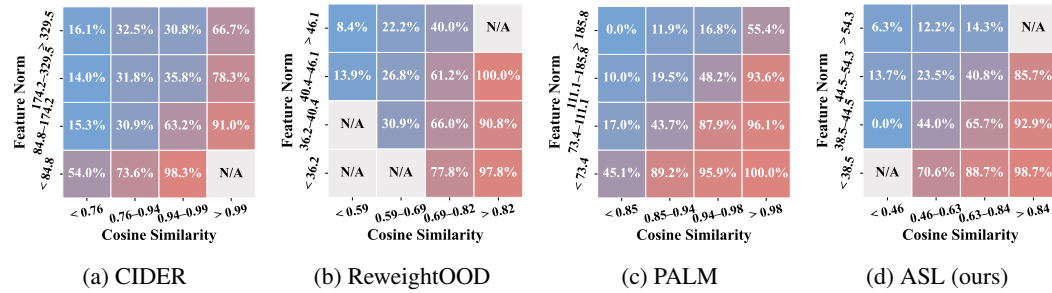 Feature Norm
> 329.5
174.2–329.5
84.8–174.2
< 84.8
16.1% 32.5% 30.8% 66.7%
14.0% 31.8% 35.8% 78.3%
15.3% 30.9% 63.2% 91.0%
54.0% 73.6% 98.3% N/A
< 0.76 0.76–0.94 0.94–0.99 > 0.99
Cosine Similarity
(a) CIDER
Feature Norm
> 46.1
40.4–46.1
36.2–40.4
< 36.2
8.4% 22.2% 40.0% N/A
13.9% 26.8% 61.2% 100.0%
N/A 30.9% 66.0% 90.8%
N/A N/A 77.8% 97.8%
< 0.59 0.59–0.69 0.69–0.82 > 0.82
Cosine Similarity
(b) ReweightOOD
Feature Norm
> 185.8
111.1–185.8
73.4–111.1
< 73.4
0.0% 11.9% 16.8% 55.4%
10.0% 19.5% 48.2% 93.6%
17.0% 43.7% 87.9% 96.1%
45.1% 89.2% 95.9% 100.0%
< 0.85 0.85–0.94 0.94–0.98 > 0.98
Cosine Similarity
(c) PALM
Feature Norm
> 54.3
44.5–54.3
38.5–44.5
< 38.5
6.3% 12.2% 14.3% N/A
13.7% 23.5% 40.8% 85.7%
0.0% 44.0% 65.7% 92.9%
N/A 70.6% 88.7% 98.7%
< 0.46 0.46–0.63 0.63–0.84 > 0.84
Cosine Similarity
(d) ASL (ours)